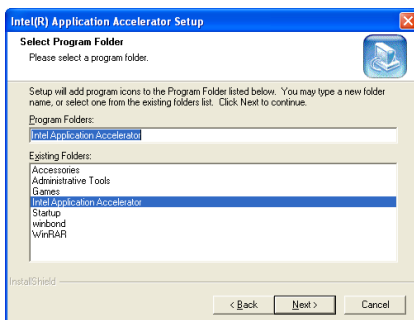 Intel(R) Application Accelerator Setup
Select Program Folder
Please select a program folder.
Setup will add program icons to the Program Folder listed below. You may type a new folder
name, or select one from the existing folders list. Click Next to continue.
Program Folders:
Intel Application Accelerator
Existing Folders:
Accessories
Administrative Tools
Games
Intel Application Accelerator
Startup
winbond
WinRAR
InstallShield
< Back
Next >
Cancel